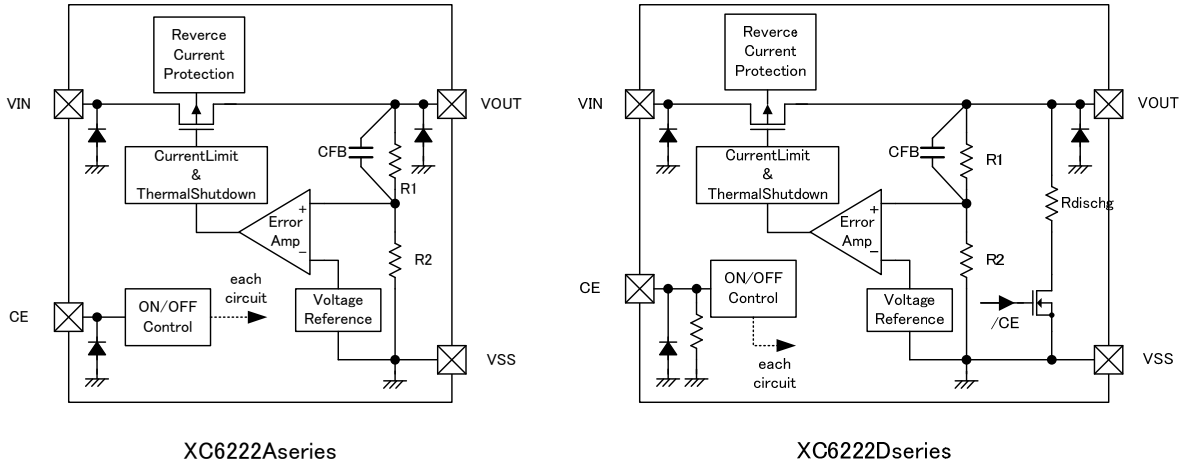 Reverce
Current
Protection
VIN
VOUT
CFB
R1
CurrentLimit
&
ThermalShutdown
+
Error
Amp
−
R2
each
circuit
CE
ON/OFF
Control
Voltage
Reference
VSS
XC6222Aseries
Reverce
Current
Protection
VIN
VOUT
CFB
R1
CurrentLimit
&
ThermalShutdown
Rdischg
+
Error
Amp
−
R2
CE
ON/OFF
Control
Voltage
Reference
/CE
each
circuit
VSS
XC6222Dseries